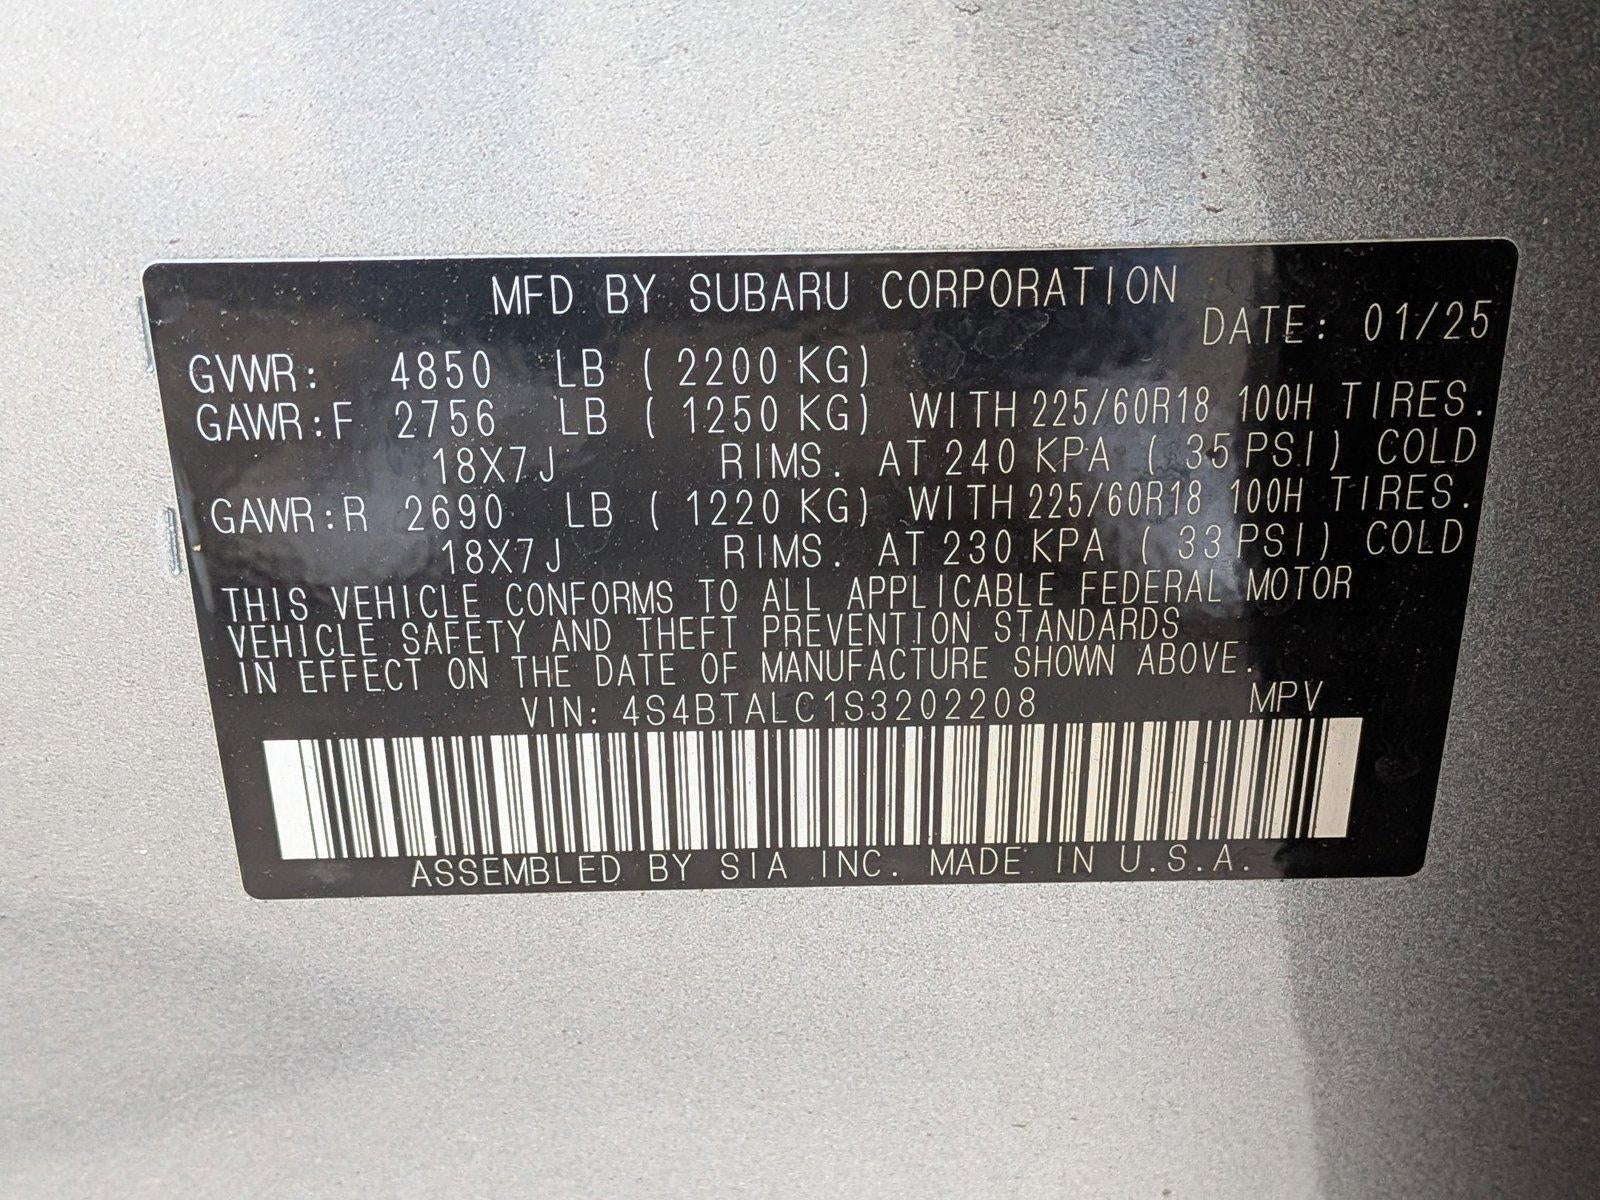 MFD BY SUBARU CORPORATION
DATE: 01/25
GVWR: 4850 LB ( 2200 KG)
GAWR:F 2756 LB ( 1250 KG) WITH 225/60R18 100H TIRES.
18X7J RIMS. AT 240 KPA ( 35 PSI) COLD
GAWR:R 2690 LB ( 1220 KG) WITH 225/60R18 100H TIRES.
18X7J RIMS. AT 230 KPA ( 33 PSI) COLD
THIS VEHICLE CONFORMS TO ALL APPLICABLE FEDERAL MOTOR
VEHICLE SAFETY AND THEFT PREVENTION STANDARDS
IN EFFECT ON THE DATE OF MANUFACTURE SHOWN ABOVE.
VIN: 4S4BTALC1S3202208 MPV
ASSEMBLED BY SIA INC. MADE IN U.S.A.